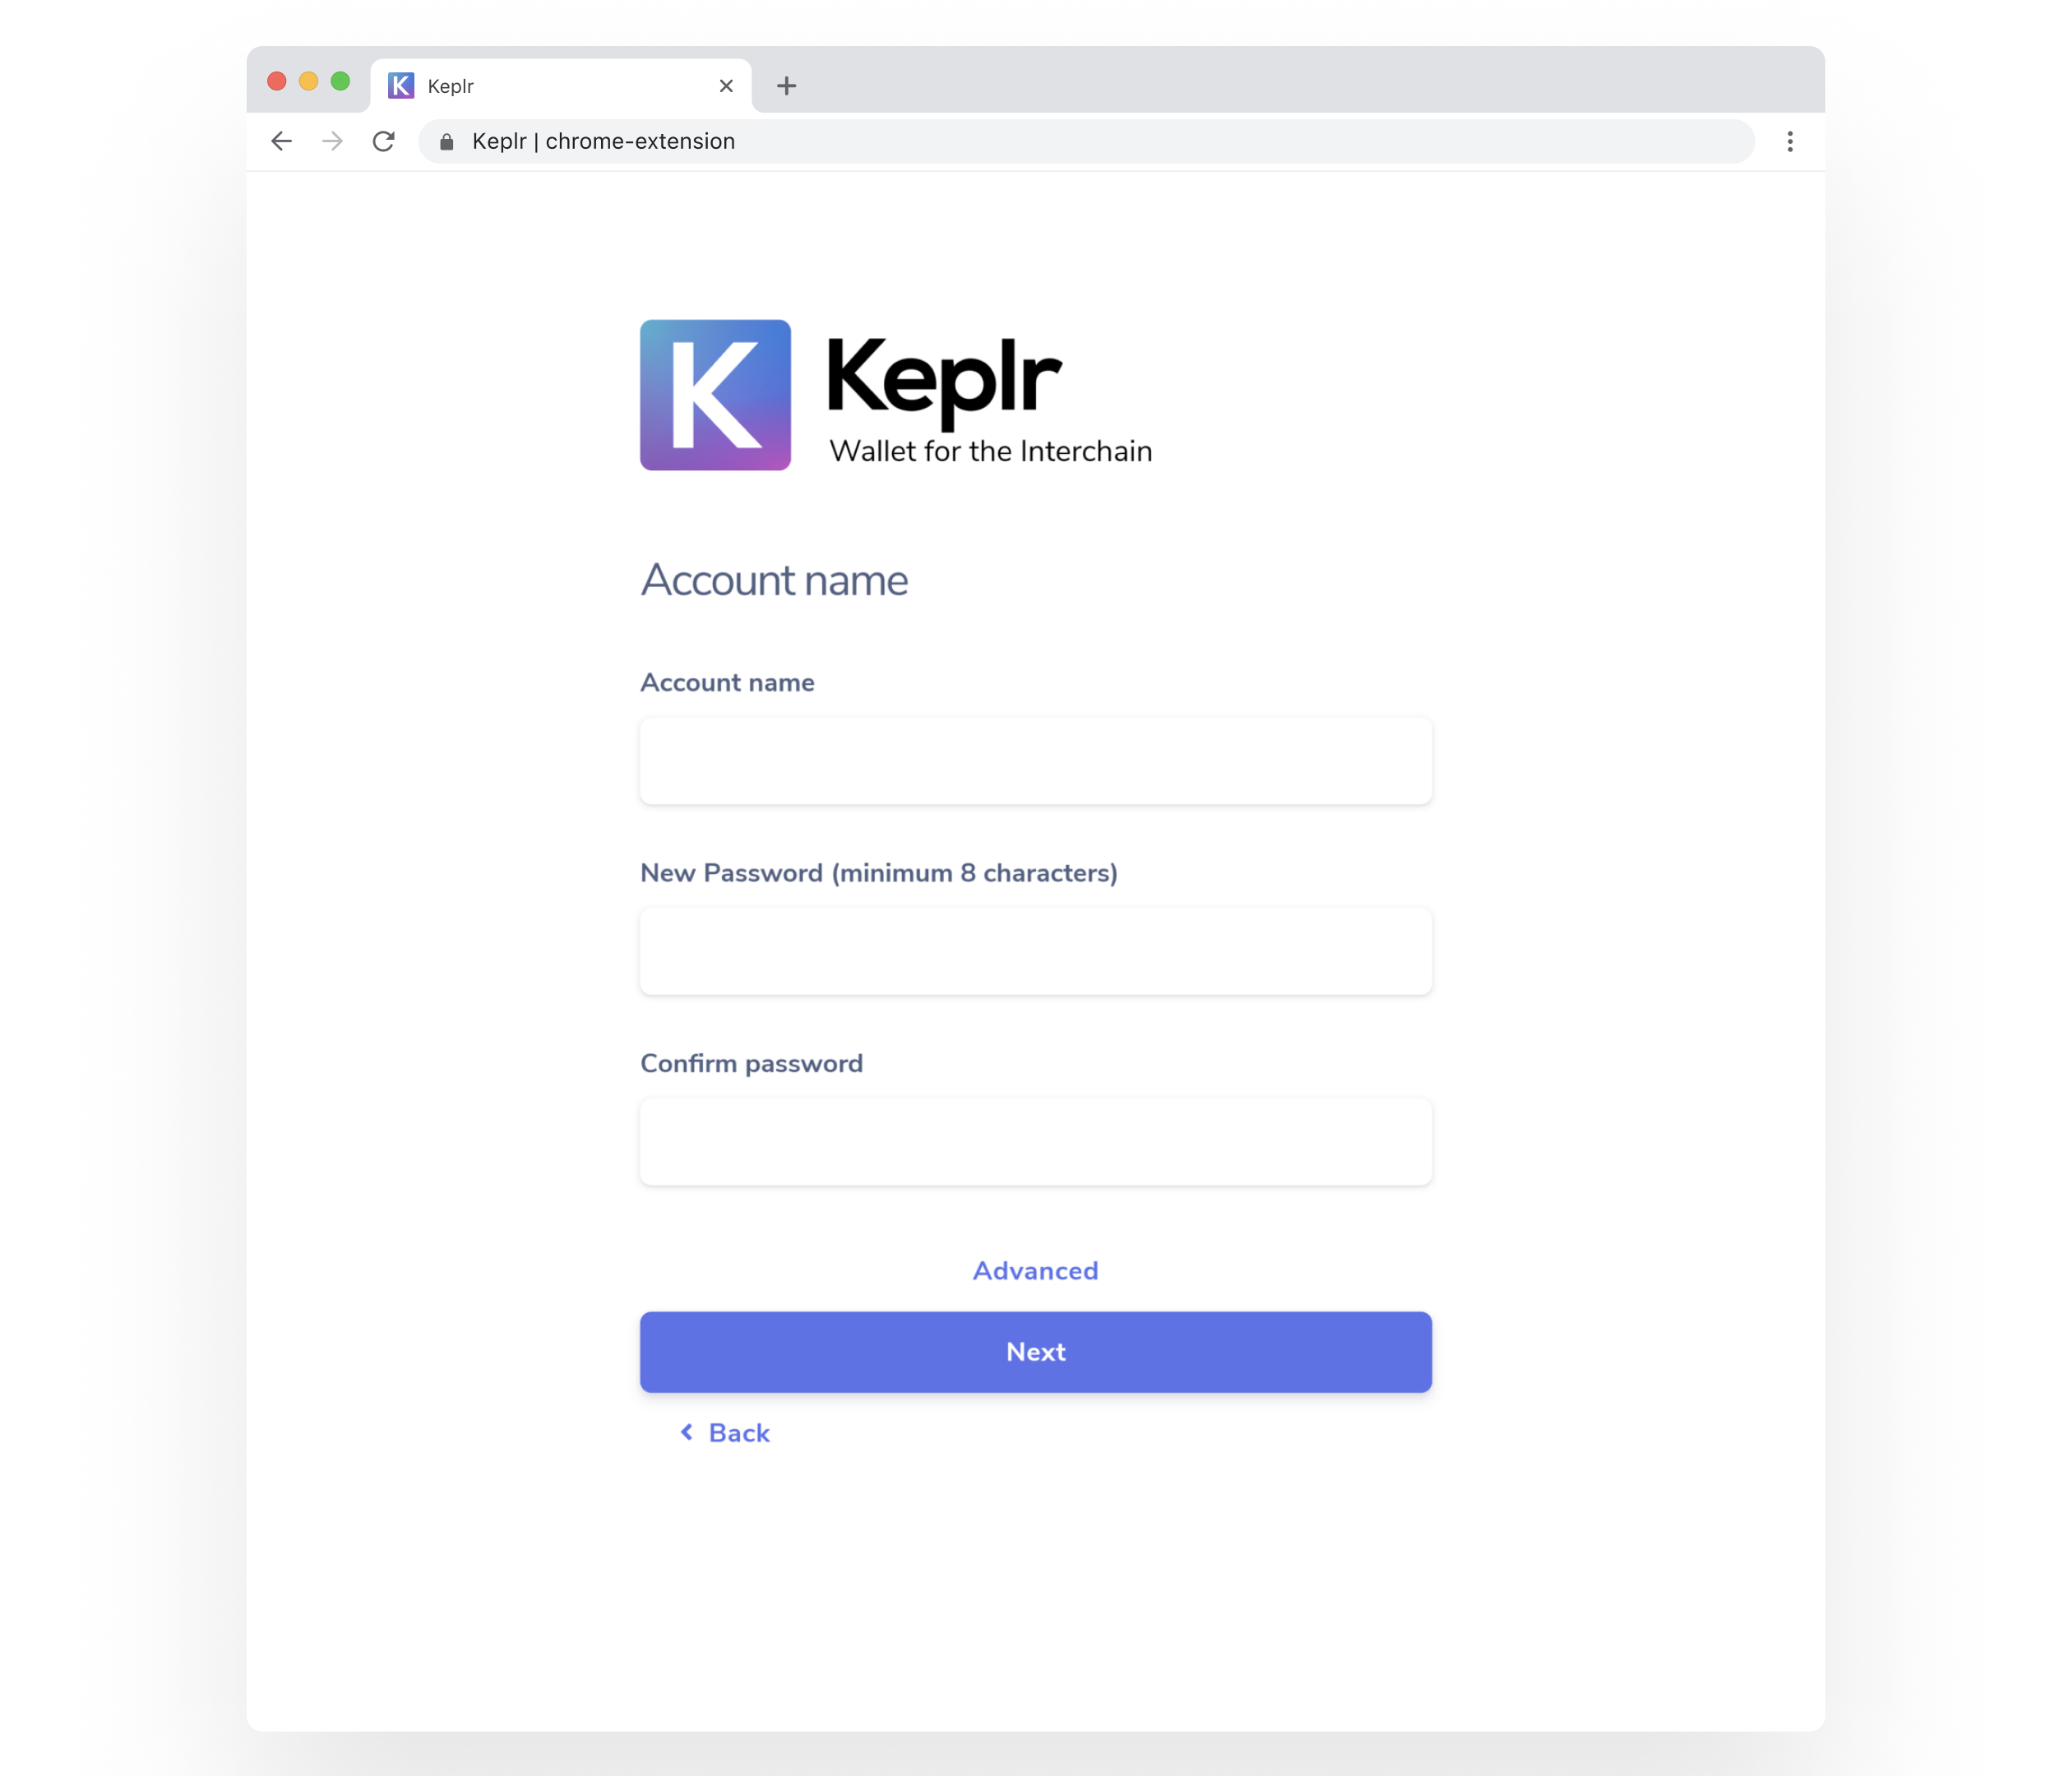 K Keplr
Keplr | chrome-extension
K
Keplr
Wallet for the Interchain
Account name
Account name
New Password (minimum 8 characters)
Confirm password
Advanced
Next
Back